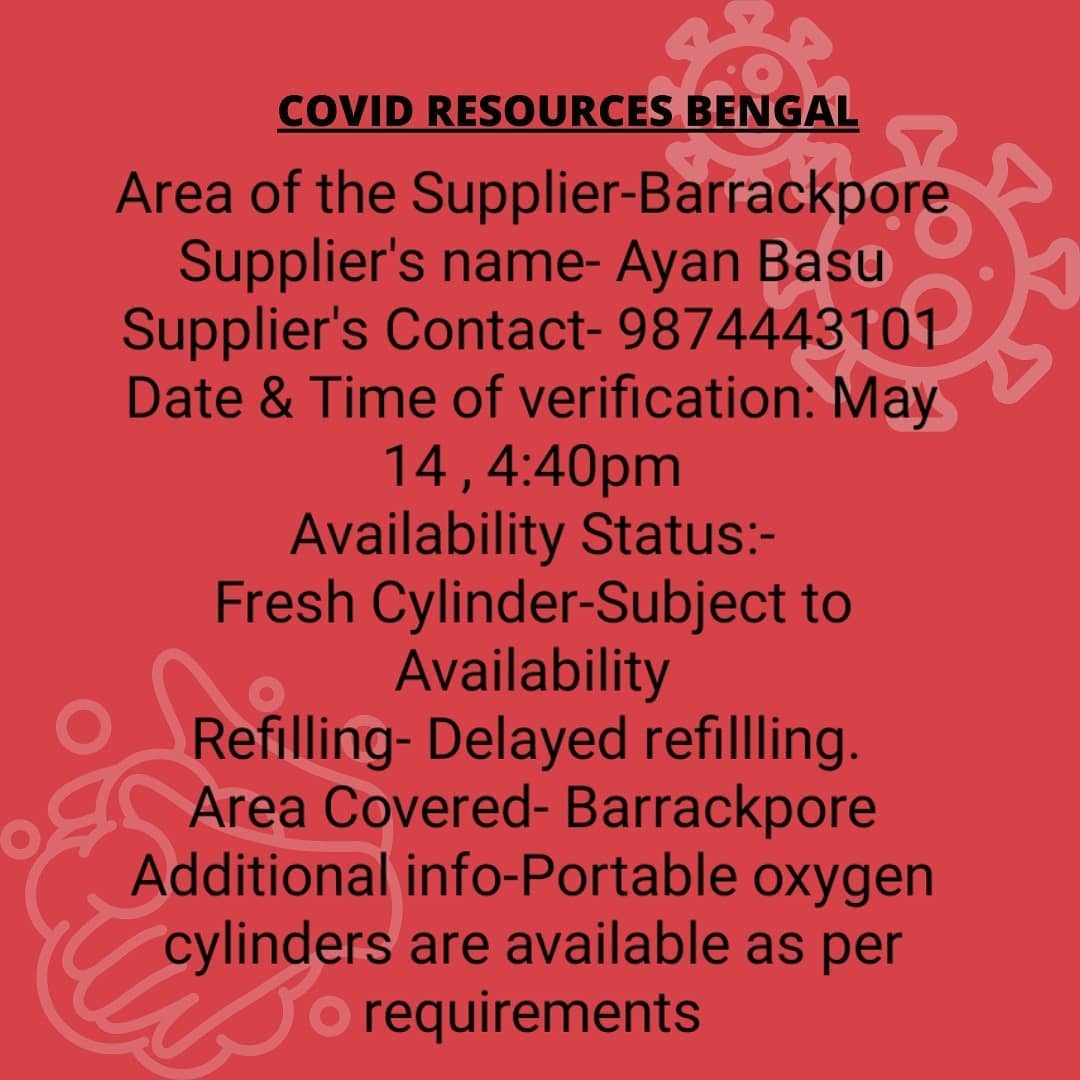 COVID RESOURCES BENGAL
Area of the Supplier-Barrackpore
Supplier's name- Ayan Basu
Supplier's Contact- 9874443101
Date & Time of verification: May
14 , 4:40pm
Availability Status:-
Fresh Cylinder-Subject to
Availability
Refilling- Delayed refillling.
Area Covered- Barrackpore
Additional info-Portable oxygen
cylinders are available as per
requirements